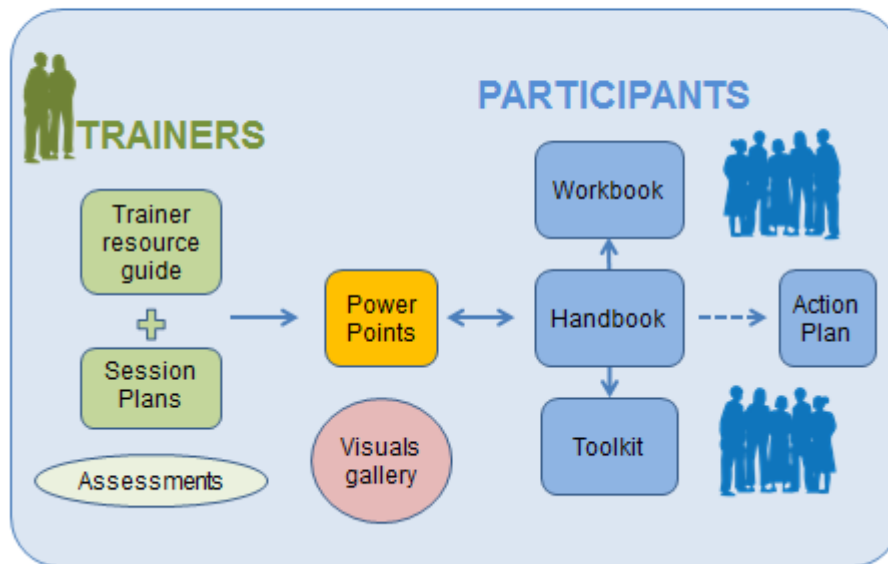 TRAINERS
PARTICIPANTS
Trainer
resource
guide
Session
Plans
Assessments
Power
Points
Visuals
gallery
Workbook
Handbook
Toolkit
Action
Plan